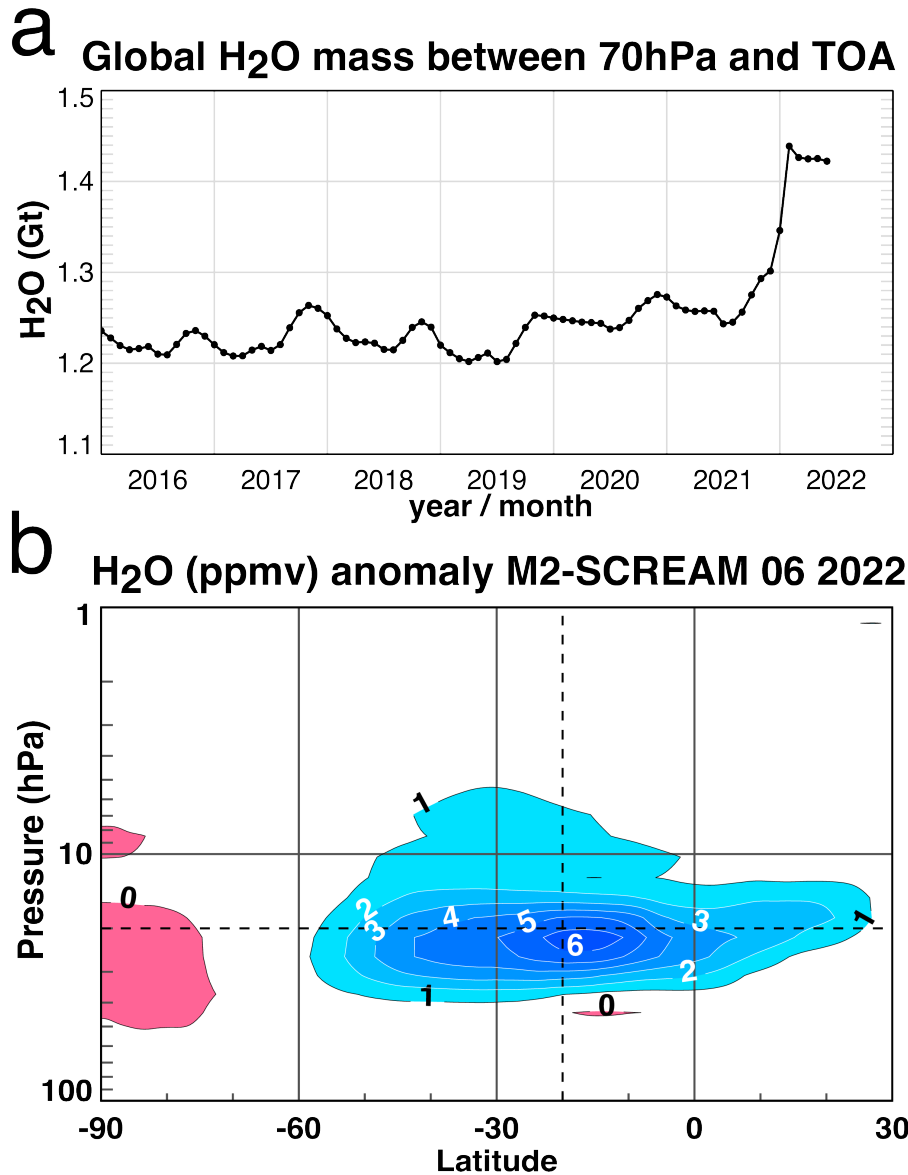 a
Global H2O mass between 70hPa and TOA
1.5
1.4
1.3
1.2
1.1
H2O (Gt)
2016 2017 2018 2019 2020 2021 2022
year / month
b
H2O (ppmv) anomaly M2-SCREAM 06 2022
1
10
100
Pressure (hPa)
1
0
2
3
4
5
6
3
1
2
1
0
-90 -60 -30 0 30
Latitude